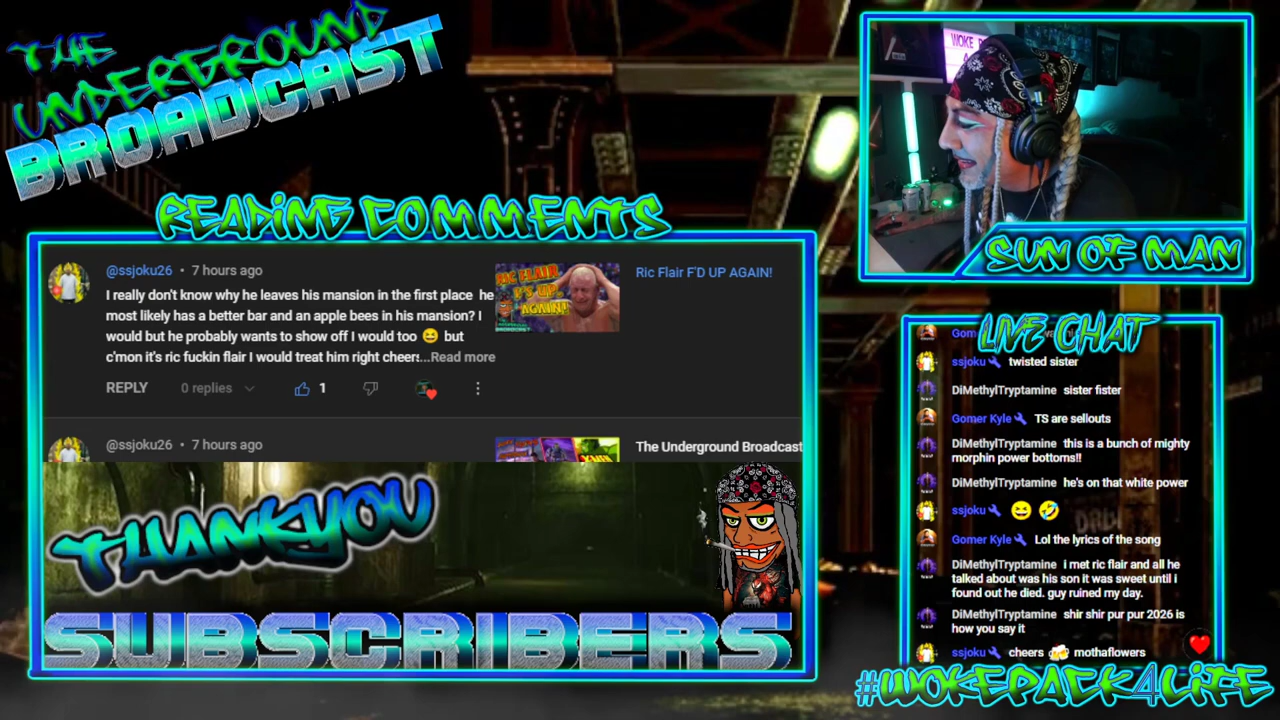 THE
UNDERGROUND
BROADCAST
READING COMMENTS
@ssjoku26 • 7 hours ago
I really don't know why he leaves his mansion in the first place he
most likely has a better bar and an apple bees in his mansion? I
would but he probably wants to show off I would too 😆 but
c'mon it's ric fuckin flair I would treat him right cheers...Read more
REPLY 0 replies 1
RIC FLAIR
F'S UP
AGAIN!
Ric Flair F'D UP AGAIN!
@ssjoku26 • 7 hours ago
The Underground Broadcast
THANKYOU
SUBSCRIBERS
WOKE
SUN OF MAN
LIVE CHAT
Gom
ssjoku twisted sister
DiMethylTryptamine sister fister
Gomer Kyle TS are sellouts
DiMethylTryptamine this is a bunch of mighty
morphin power bottoms!!
DiMethylTryptamine he's on that white power
ssjoku 😆 🤣
Gomer Kyle Lol the lyrics of the song
DiMethylTryptamine i met ric flair and all he
talked about was his son it was sweet until i
found out he died. guy ruined my day.
DiMethylTryptamine shir shir pur pur 2026 is
how you say it
ssjoku cheers 🍻 mothaflowers
#WOKEPACK4LIFE